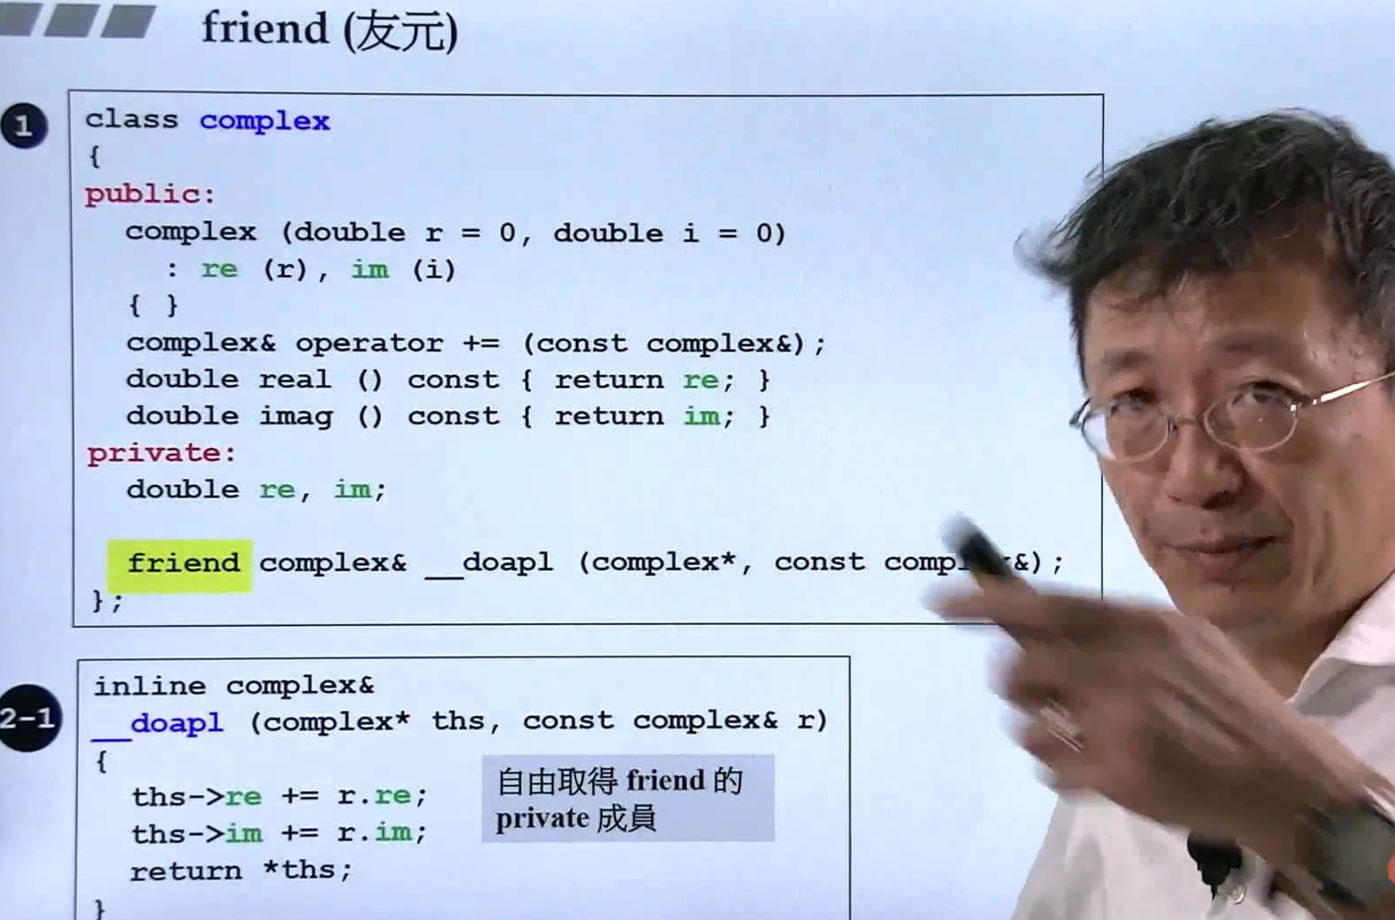 friend (友元)
1
class complex
{
public:
complex (double r = 0, double i = 0)
: re (r), im (i)
{ }
complex& operator += (const complex&);
double real () const { return re; }
double imag () const { return im; }
private:
double re, im;
friend complex& __doapl (complex*, const &);
};
2-1
inline complex&
__doapl (complex* ths, const complex& r)
{
ths->re += r.re;
ths->im += r.im;
return *ths;
}
自由取得 friend 的
private 成員